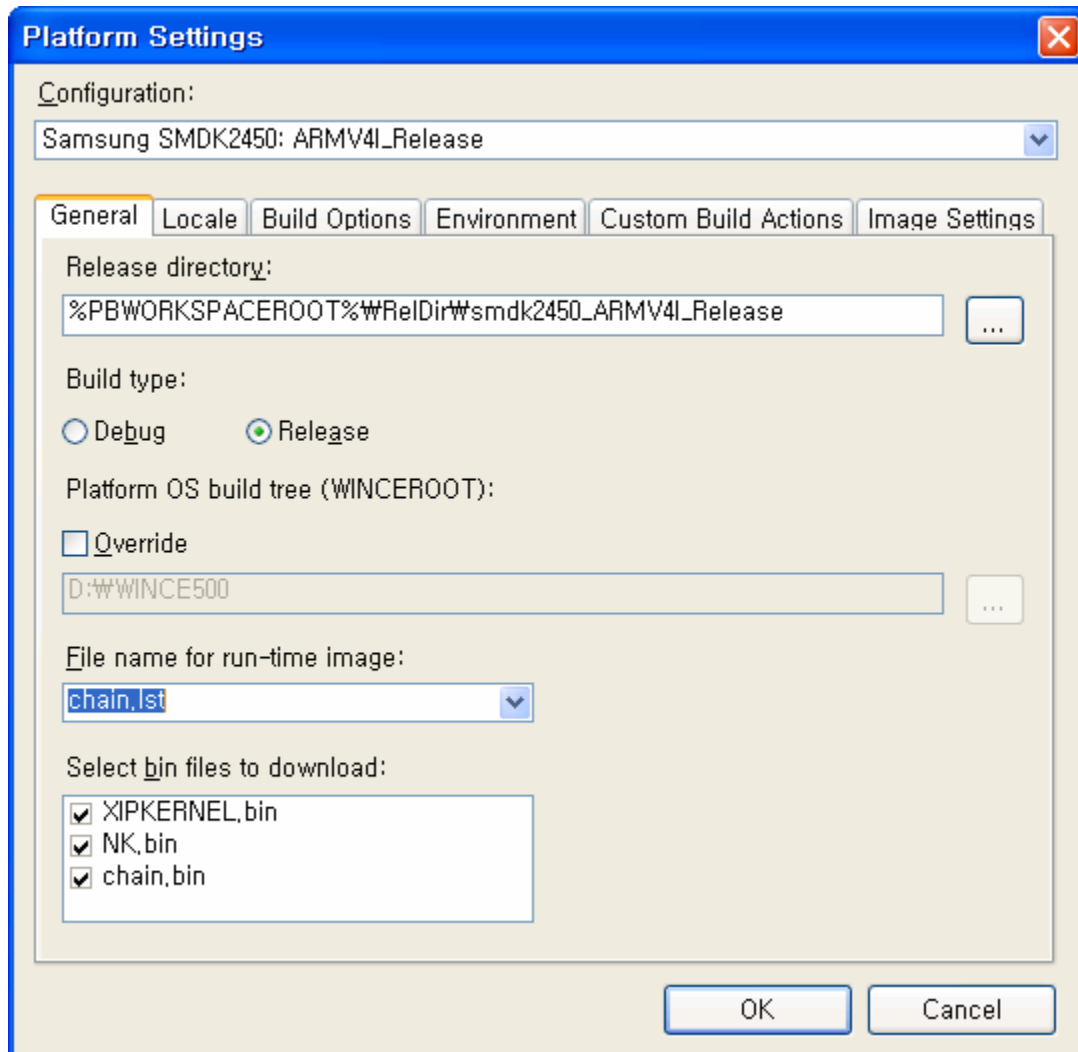 Platform Settings
Configuration:
Samsung SMDK2450: ARMV4I_Release
General Locale Build Options Environment Custom Build Actions Image Settings
Release directory:
%PBWORKSPACEROOT%₩RelDir₩smdk2450_ARMV4I_Release
...
Build type:
Debug Release
Platform OS build tree (WINCEROOT):
Override
D:₩WINCE500
...
File name for run-time image:
chain.lst
Select bin files to download:
XIPKERNEL.bin
NK.bin
chain.bin
OK Cancel